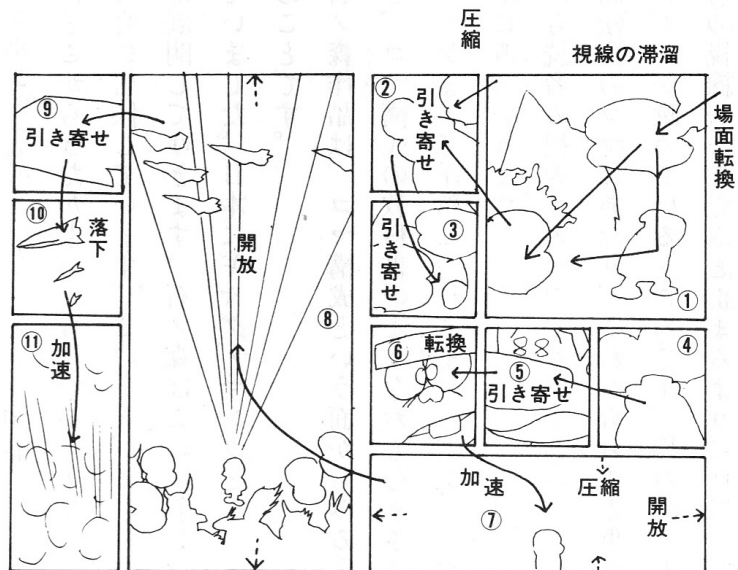 視線の滞溜
場面転換
①
圧縮
②
引き寄せ
③
引き寄せ
④
⑤
引き寄せ
⑥
転換
⑦
加速
圧縮
開放
⑧
開放
⑨
引き寄せ
⑩
落下
⑪
加速